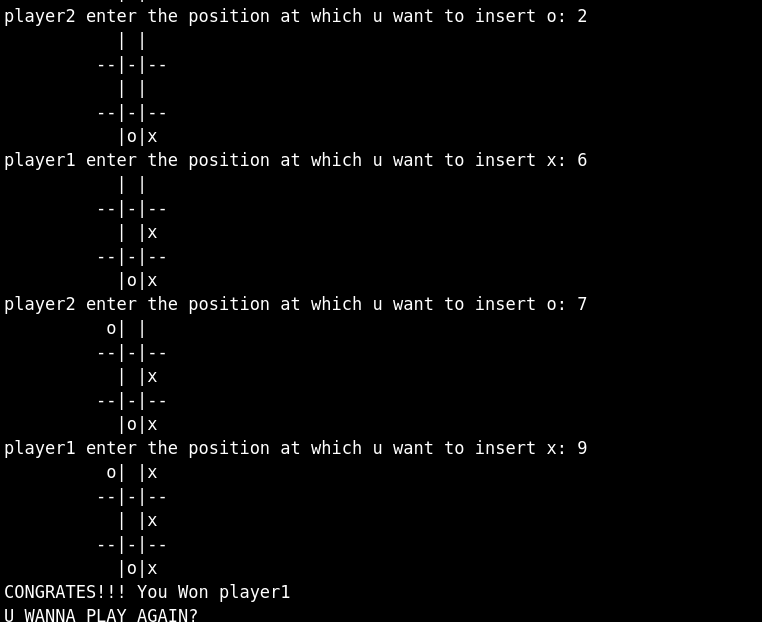 player2 enter the position at which u want to insert o: 2
         | |
       --|-|--
         | |
       --|-|--
         |o|x
player1 enter the position at which u want to insert x: 6
         | |
       --|-|--
         | |x
       --|-|--
         |o|x
player2 enter the position at which u want to insert o: 7
        o| |
       --|-|--
         | |x
       --|-|--
         |o|x
player1 enter the position at which u want to insert x: 9
        o| |x
       --|-|--
         | |x
       --|-|--
         |o|x
CONGRATES!!! You Won player1
U WANNA PLAY AGAIN?